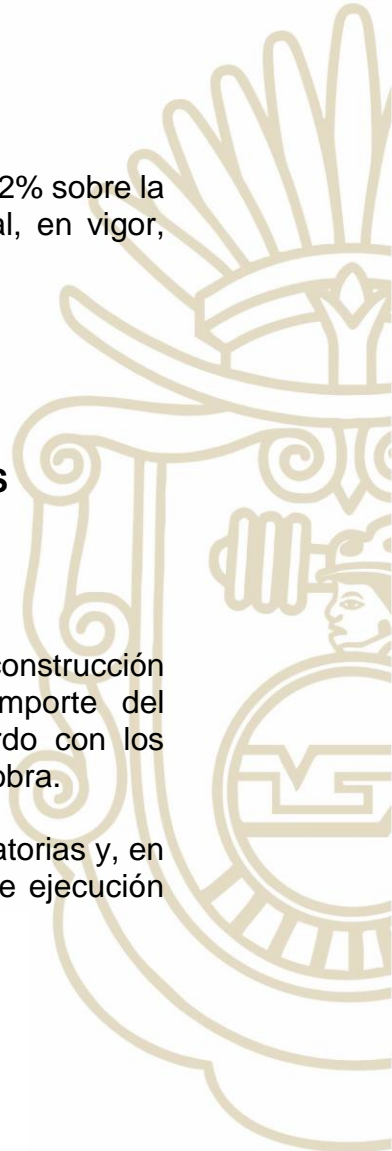 2% sobre la
al, en vigor,
S
construcción
mporte del
rdo con los
obra.
atorias y, en
e ejecución